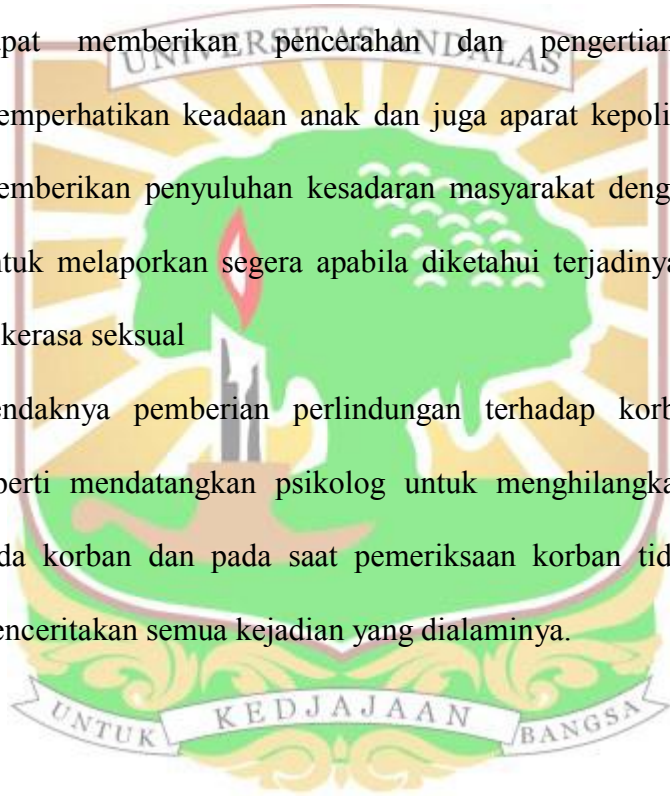 UNIVERSITAS ANDALAS
pat memberikan pencerahan dan pengertian
emperhatikan keadaan anak dan juga aparat kepoli
emberikan penyuluhan kesadaran masyarakat deng
tuk melaporkan segera apabila diketahui terjadinya
kerasa seksual
endaknya pemberian perlindungan terhadap korb
perti mendatangkan psikolog untuk menghilangka
da korban dan pada saat pemeriksaan korban tid
enceritakan semua kejadian yang dialaminya.
UNTUK KEDJAJAAN BANGSA